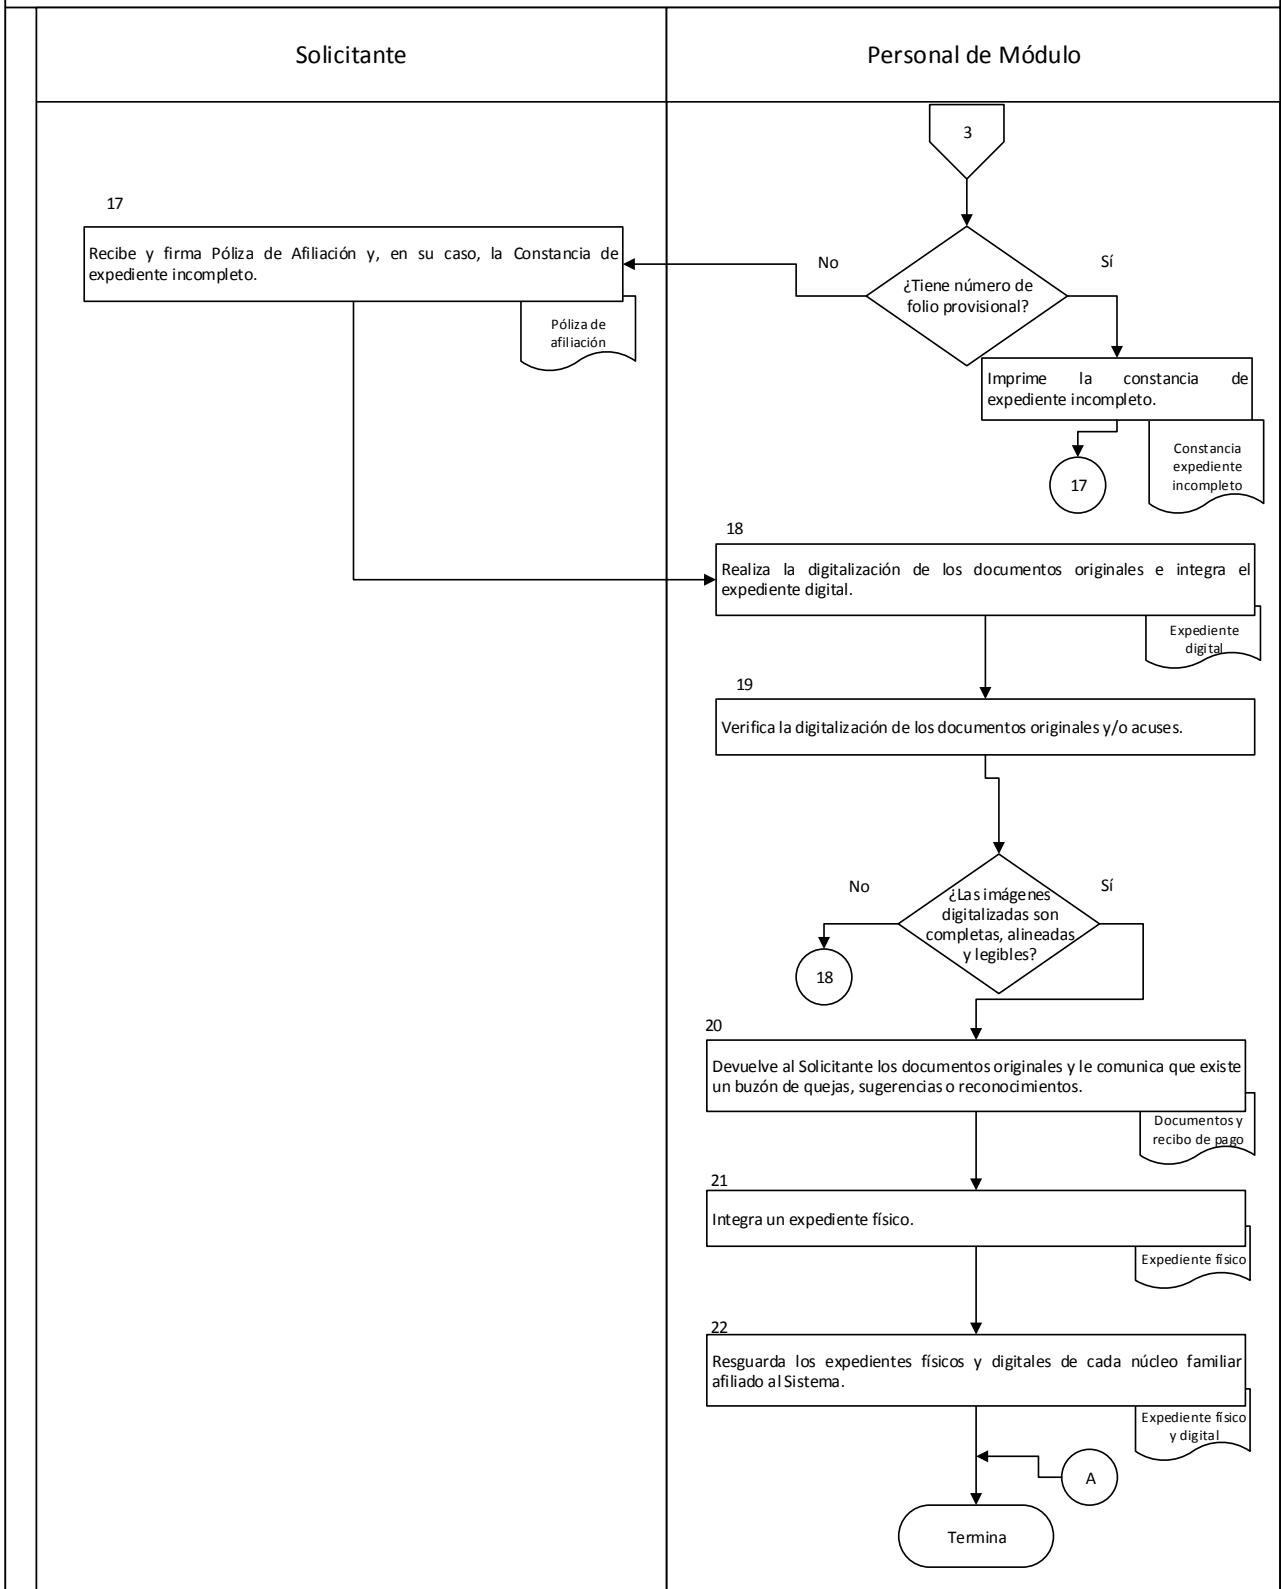 Solicitante
Personal de Módulo
3
17
Recibe y firma Póliza de Afiliación y, en su caso, la Constancia de
expediente incompleto.
Póliza de
afiliación
No
Sí
¿Tiene número de
folio provisional?
Imprime la constancia de
expediente incompleto.
Constancia
expediente
incompleto
17
18
Realiza la digitalización de los documentos originales e integra el
expediente digital.
Expediente
digital
19
Verifica la digitalización de los documentos originales y/o acuses.
No
Sí
¿Las imágenes
digitalizadas son
completas, alineadas
y legibles?
18
20
Devuelve al Solicitante los documentos originales y le comunica que existe
un buzón de quejas, sugerencias o reconocimientos.
Documentos y
recibo de pago
21
Integra un expediente físico.
Expediente físico
22
Resguarda los expedientes físicos y digitales de cada núcleo familiar
afiliado al Sistema.
Expediente físico
y digital
A
Termina